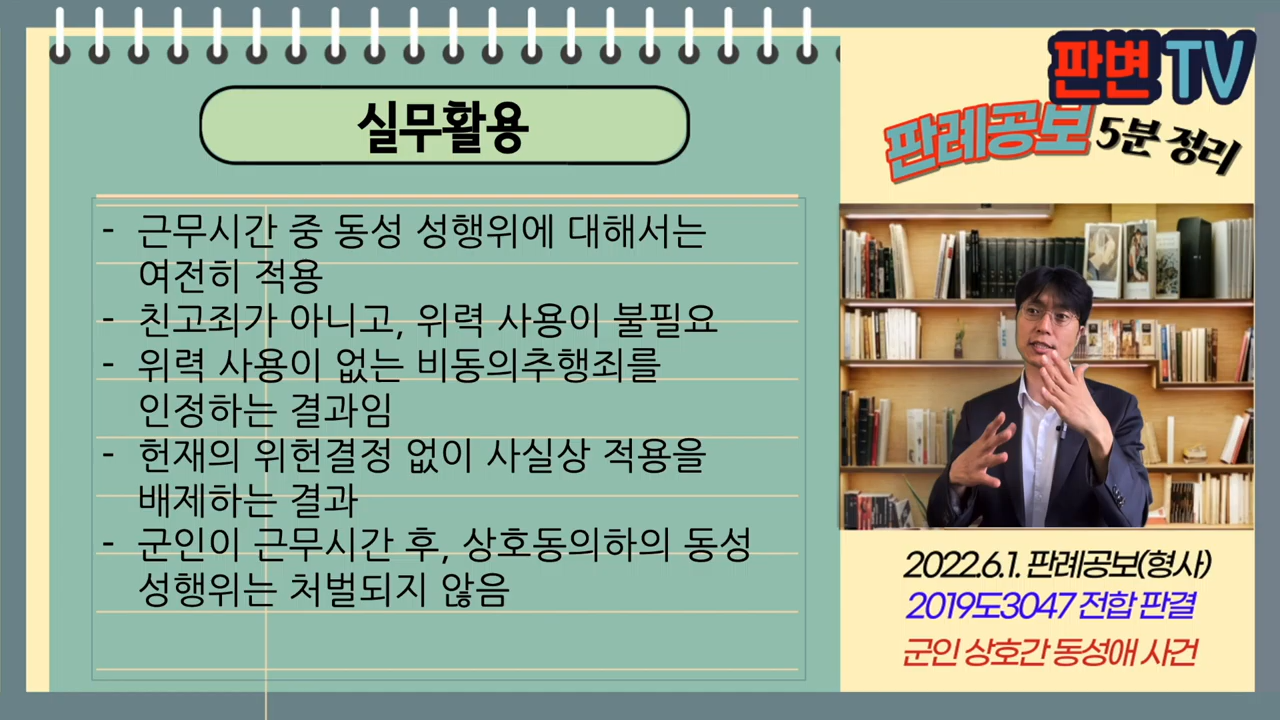 실무활용
- 근무시간 중 동성 성행위에 대해서는
여전히 적용
- 친고죄가 아니고, 위력 사용이 불필요
- 위력 사용이 없는 비동의추행죄를
인정하는 결과임
- 헌재의 위헌결정 없이 사실상 적용을
배제하는 결과
- 군인이 근무시간 후, 상호동의하의 동성
성행위는 처벌되지 않음
판변 TV
판례공보 5분 정리
2022.6.1. 판례공보(형사)
2019도3047 전합 판결
군인 상호간 동성애 사건